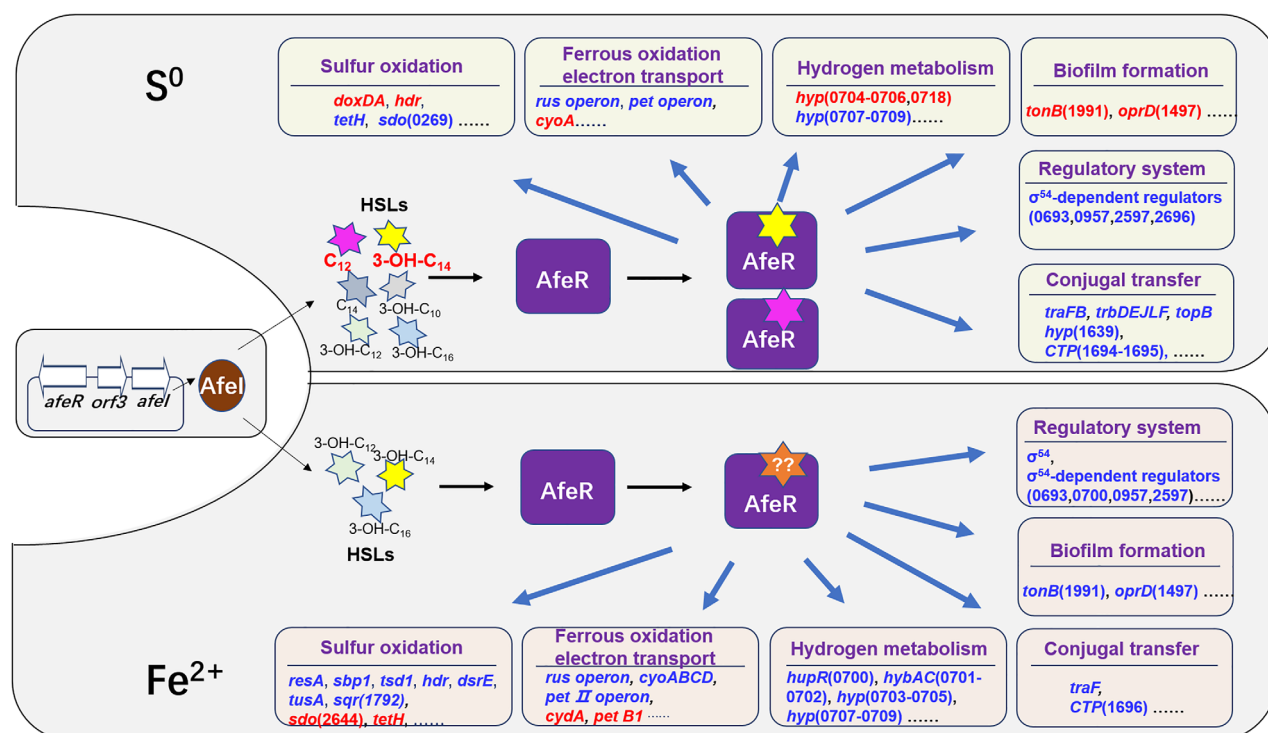 S⁰
Sulfur oxidation
doxDA, hdr,
tetH, sdo(0269) ......
Ferrous oxidation
electron transport
rus operon, pet operon,
cyoA......
Hydrogen metabolism
hyp(0704-0706,0718)
hyp(0707-0709)......
Biofilm formation
tonB(1991), oprD(1497) ......
Regulatory system
σ⁵⁴-dependent regulators
(0693,0957,2597,2696)
Conjugal transfer
traFB, trbDEJLF, topB
hyp(1639),
CTP(1694-1695), ......
HSLs
C₁₂
3-OH-C₁₄
C₁₄
3-OH-C₁₀
3-OH-C₁₂
3-OH-C₁₆
AfeR
AfeR
AfeR
afeR orf3 afeI
AfeI
3-OH-C₁₂
3-OH-C₁₄
3-OH-C₁₆
HSLs
AfeR
??
AfeR
Regulatory system
σ⁵⁴,
σ⁵⁴-dependent regulators
(0693,0700,0957,2597)......
Biofilm formation
tonB(1991), oprD(1497) ......
Fe²⁺
Sulfur oxidation
resA, sbp1, tsd1, hdr, dsrE,
tusA, sqr(1792),
sdo(2644), tetH, ......
Ferrous oxidation
electron transport
rus operon, cyoABCD,
pet Ⅱ operon,
cydA, pet B1 ......
Hydrogen metabolism
hupR(0700), hybAC(0701-
0702), hyp(0703-0705),
hyp(0707-0709) ......
Conjugal transfer
traF,
CTP(1696) ......